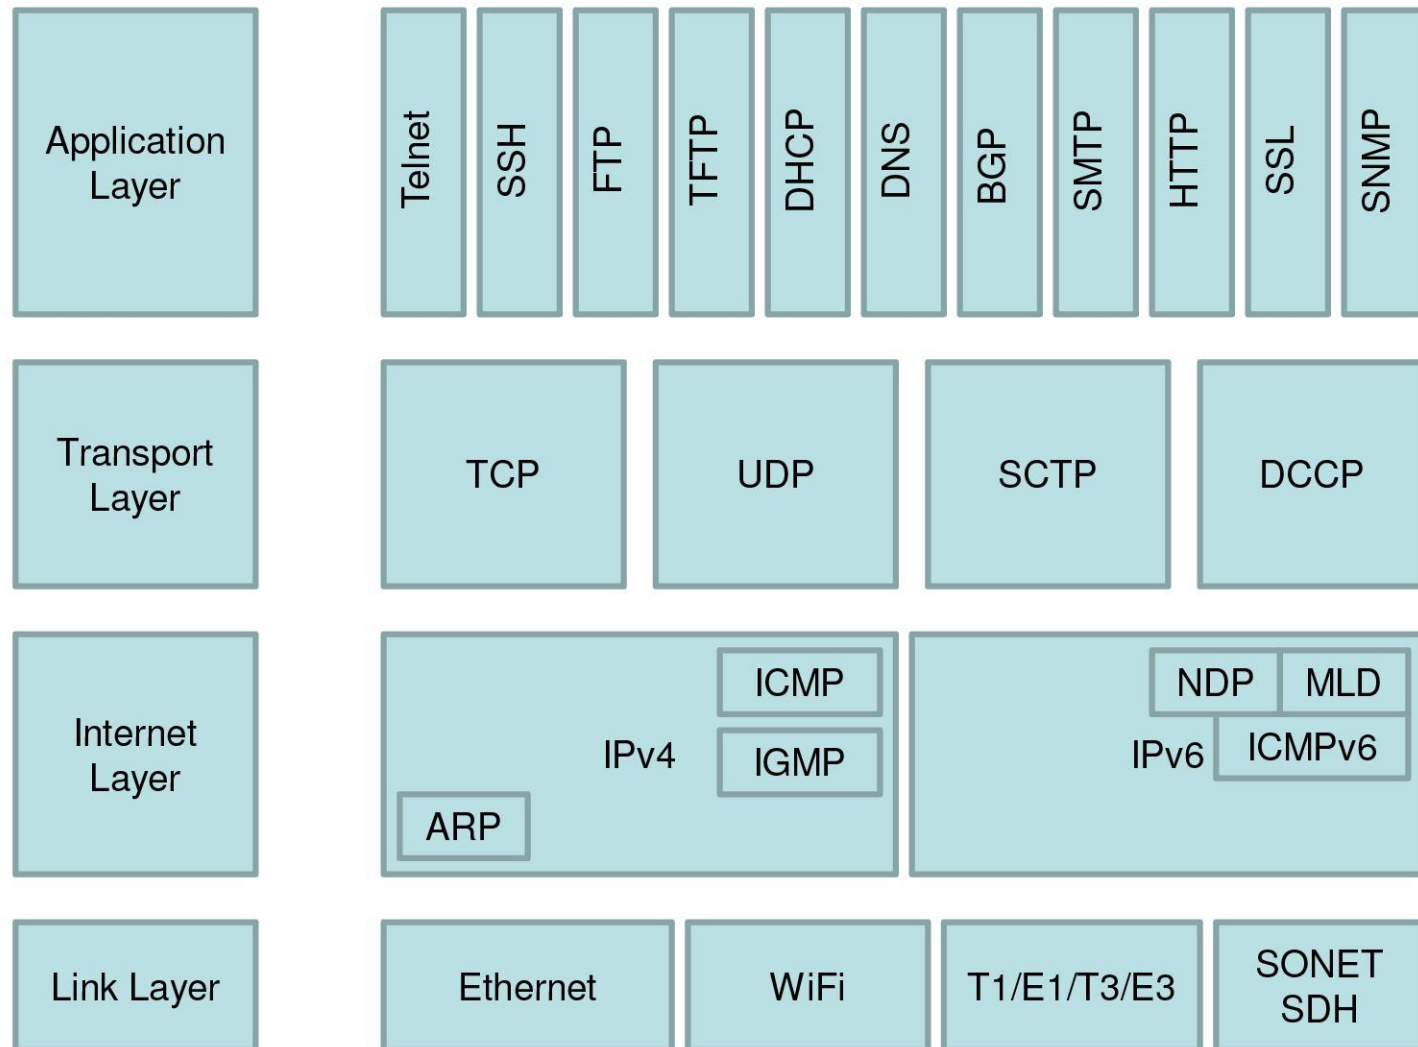 Application
Layer
Telnet
SSH
FTP
TFTP
DHCP
DNS
BGP
SMTP
HTTP
SSL
SNMP
Transport
Layer
TCP
UDP
SCTP
DCCP
Internet
Layer
IPv4
ICMP
IGMP
ARP
IPv6
NDP
MLD
ICMPv6
Link Layer
Ethernet
WiFi
T1/E1/T3/E3
SONET
SDH